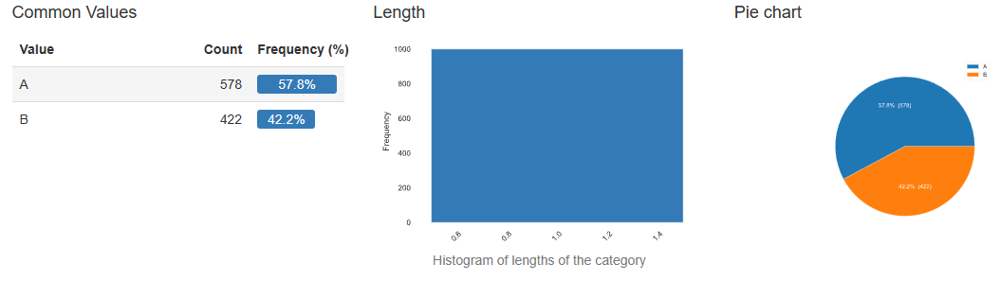 Common Values
Value Count Frequency (%)
A 578 57.8%
B 422 42.2%
Length
1000
800
600
400
200
0
Frequency
0.6 0.8 1.0 1.2 1.4
Histogram of lengths of the category
Pie chart
A
B
57.8% (578)
42.2% (422)